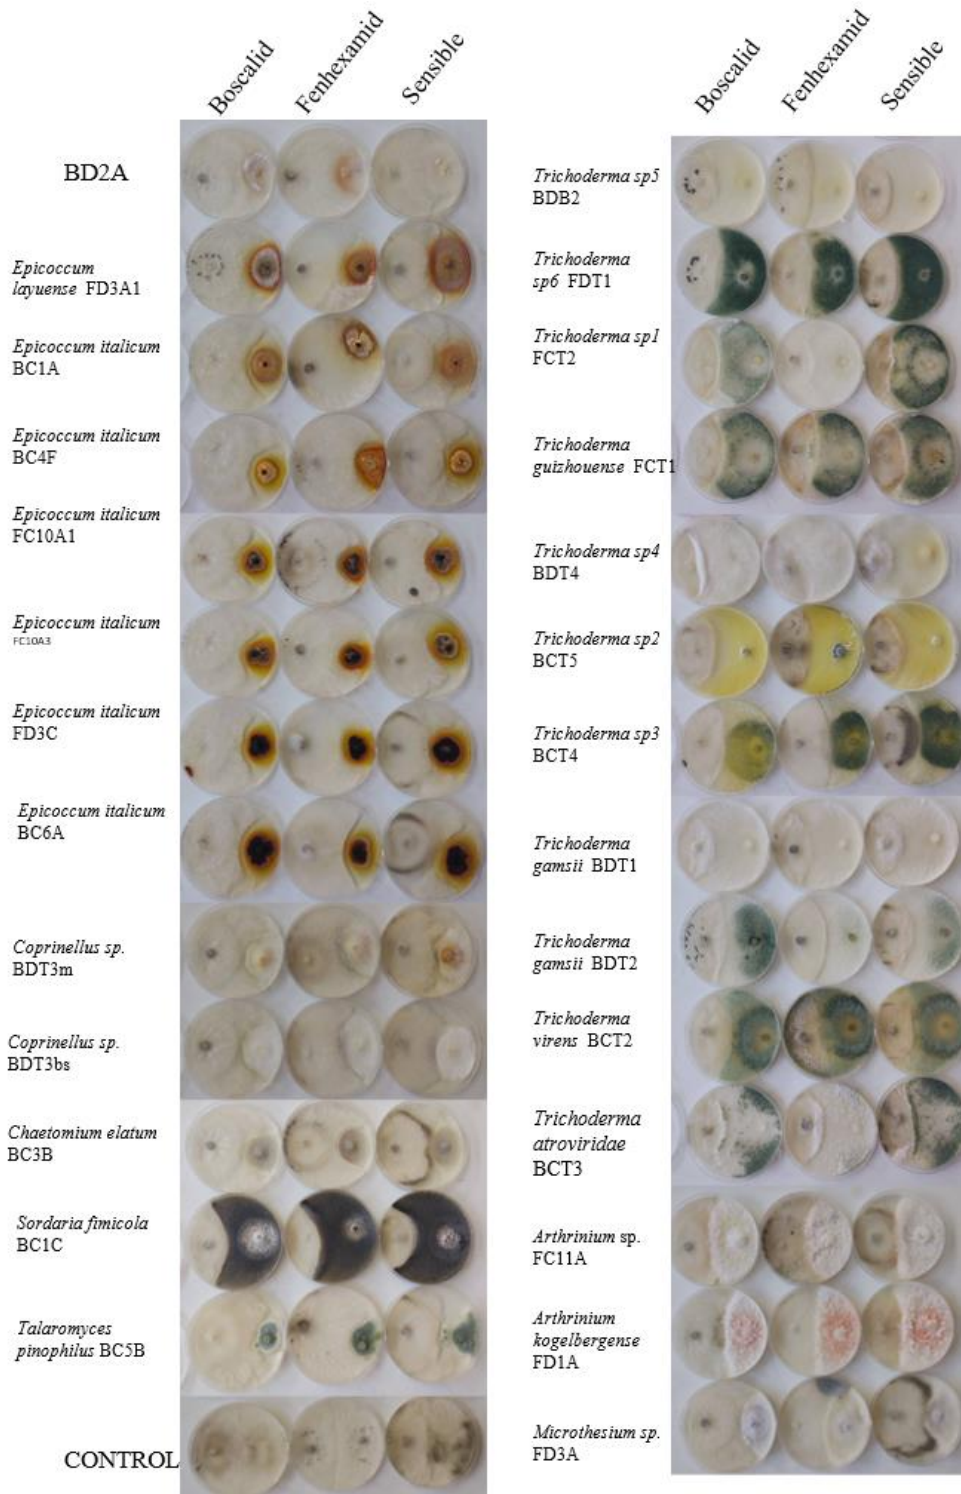 Boscalid
Fenhexamid
Sensible
BD2A
Epicoccum
layuense FD3A1
Epicoccum italicum
BC1A
Epicoccum italicum
BC4F
Epicoccum italicum
FC10A1
Epicoccum italicum
FC10A3
Epicoccum italicum
FD3C
Epicoccum italicum
BC6A
Coprinellus sp.
BDT3m
Coprinellus sp.
BDT3bs
Chaetomium elatum
BC3B
Sordaria fimicola
BC1C
Talaromyces
pinophilus BC5B
CONTROL
Boscalid
Fenhexamid
Sensible
Trichoderma sp5
BDB2
Trichoderma
sp6 FDT1
Trichoderma sp1
FCT2
Trichoderma
guizhouense FCT1
Trichoderma sp4
BDT4
Trichoderma sp2
BCT5
Trichoderma sp3
BCT4
Trichoderma
gamsii BDT1
Trichoderma
gamsii BDT2
Trichoderma
virens BCT2
Trichoderma
atroviridae
BCT3
Arthrinium sp.
FC11A
Arthrinium
kogelbergense
FD1A
Microthesium sp.
FD3A